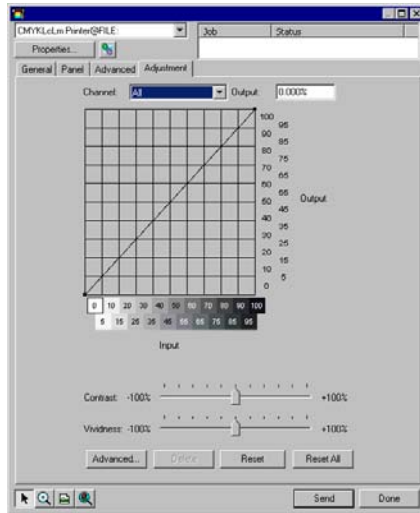 CMYKLcLm Printer@FILE:
Job Status
Properties...
General Panel Advanced Adjustment
Channel: All Output: 0.000%
100
95
90
85
80
75
70
65
60
55
50
45
40
35
30
25
20
15
10
5
0
Output
0 10 20 30 40 50 60 70 80 90 100
5 15 25 35 45 55 65 75 85 95
Input
Contrast: -100% +100%
Vividness: -100% +100%
Advanced... Delete Reset Reset All
Send Done